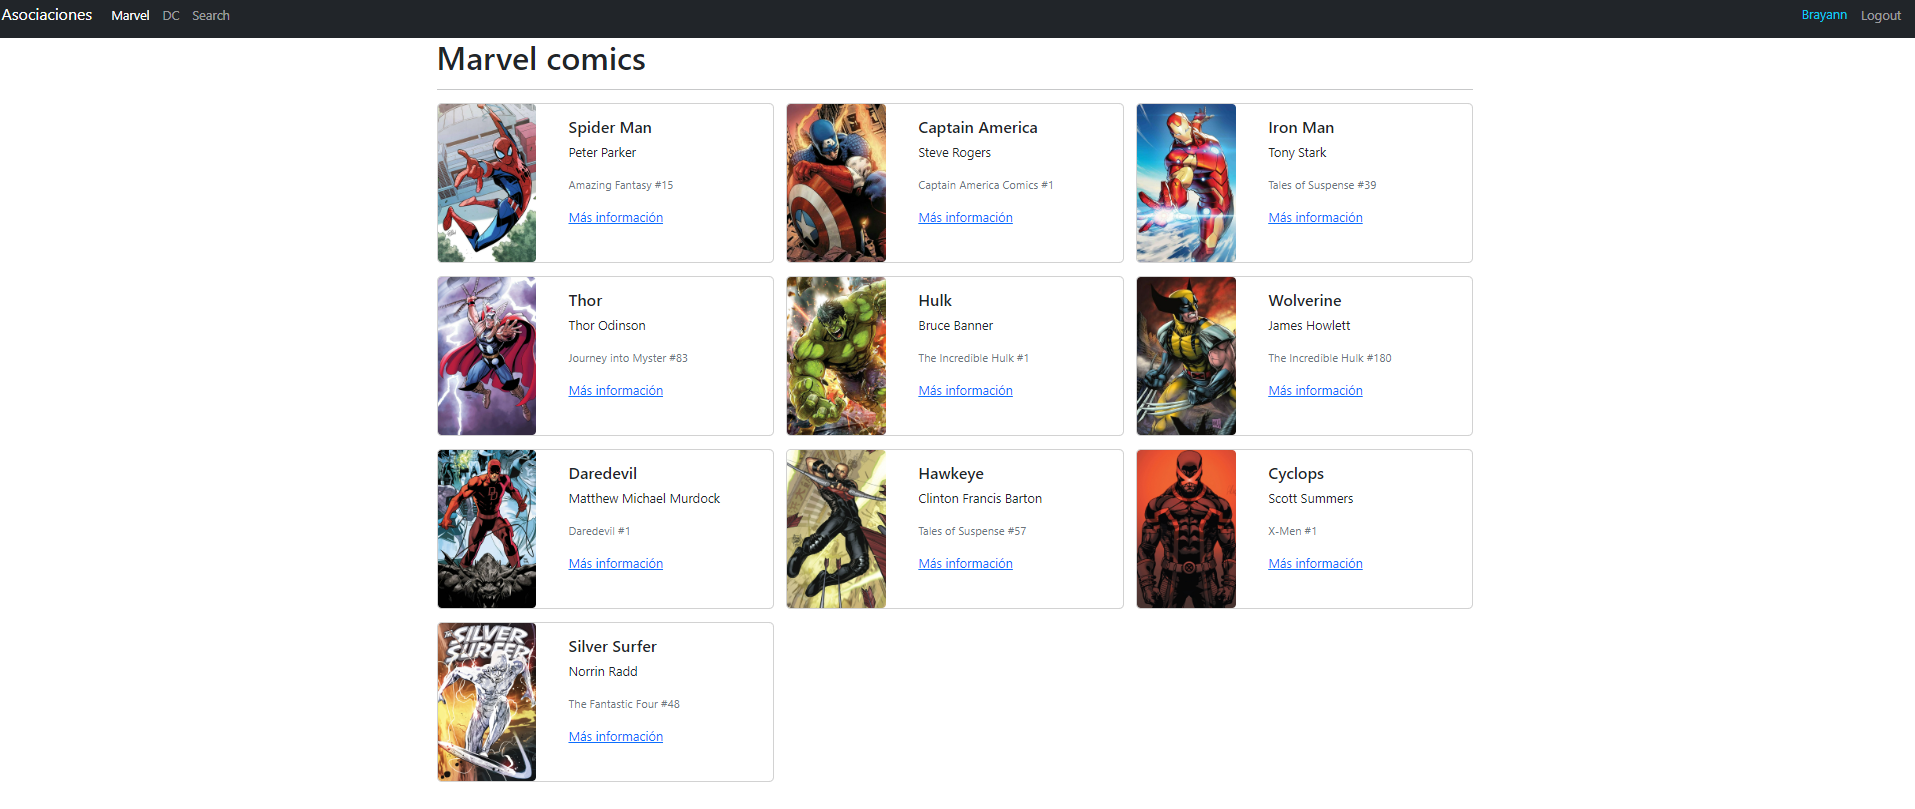 Asociaciones Marvel DC Search Brayann Logout
Marvel comics
Spider Man
Peter Parker
Amazing Fantasy #15
Más información
Captain America
Steve Rogers
Captain America Comics #1
Más información
Iron Man
Tony Stark
Tales of Suspense #39
Más información
Thor
Thor Odinson
Journey into Myster #83
Más información
Hulk
Bruce Banner
The Incredible Hulk #1
Más información
Wolverine
James Howlett
The Incredible Hulk #180
Más información
Daredevil
Matthew Michael Murdock
Daredevil #1
Más información
Hawkeye
Clinton Francis Barton
Tales of Suspense #57
Más información
Cyclops
Scott Summers
X-Men #1
Más información
THE SILVER
SURFER
Silver Surfer
Norrin Radd
The Fantastic Four #48
Más información